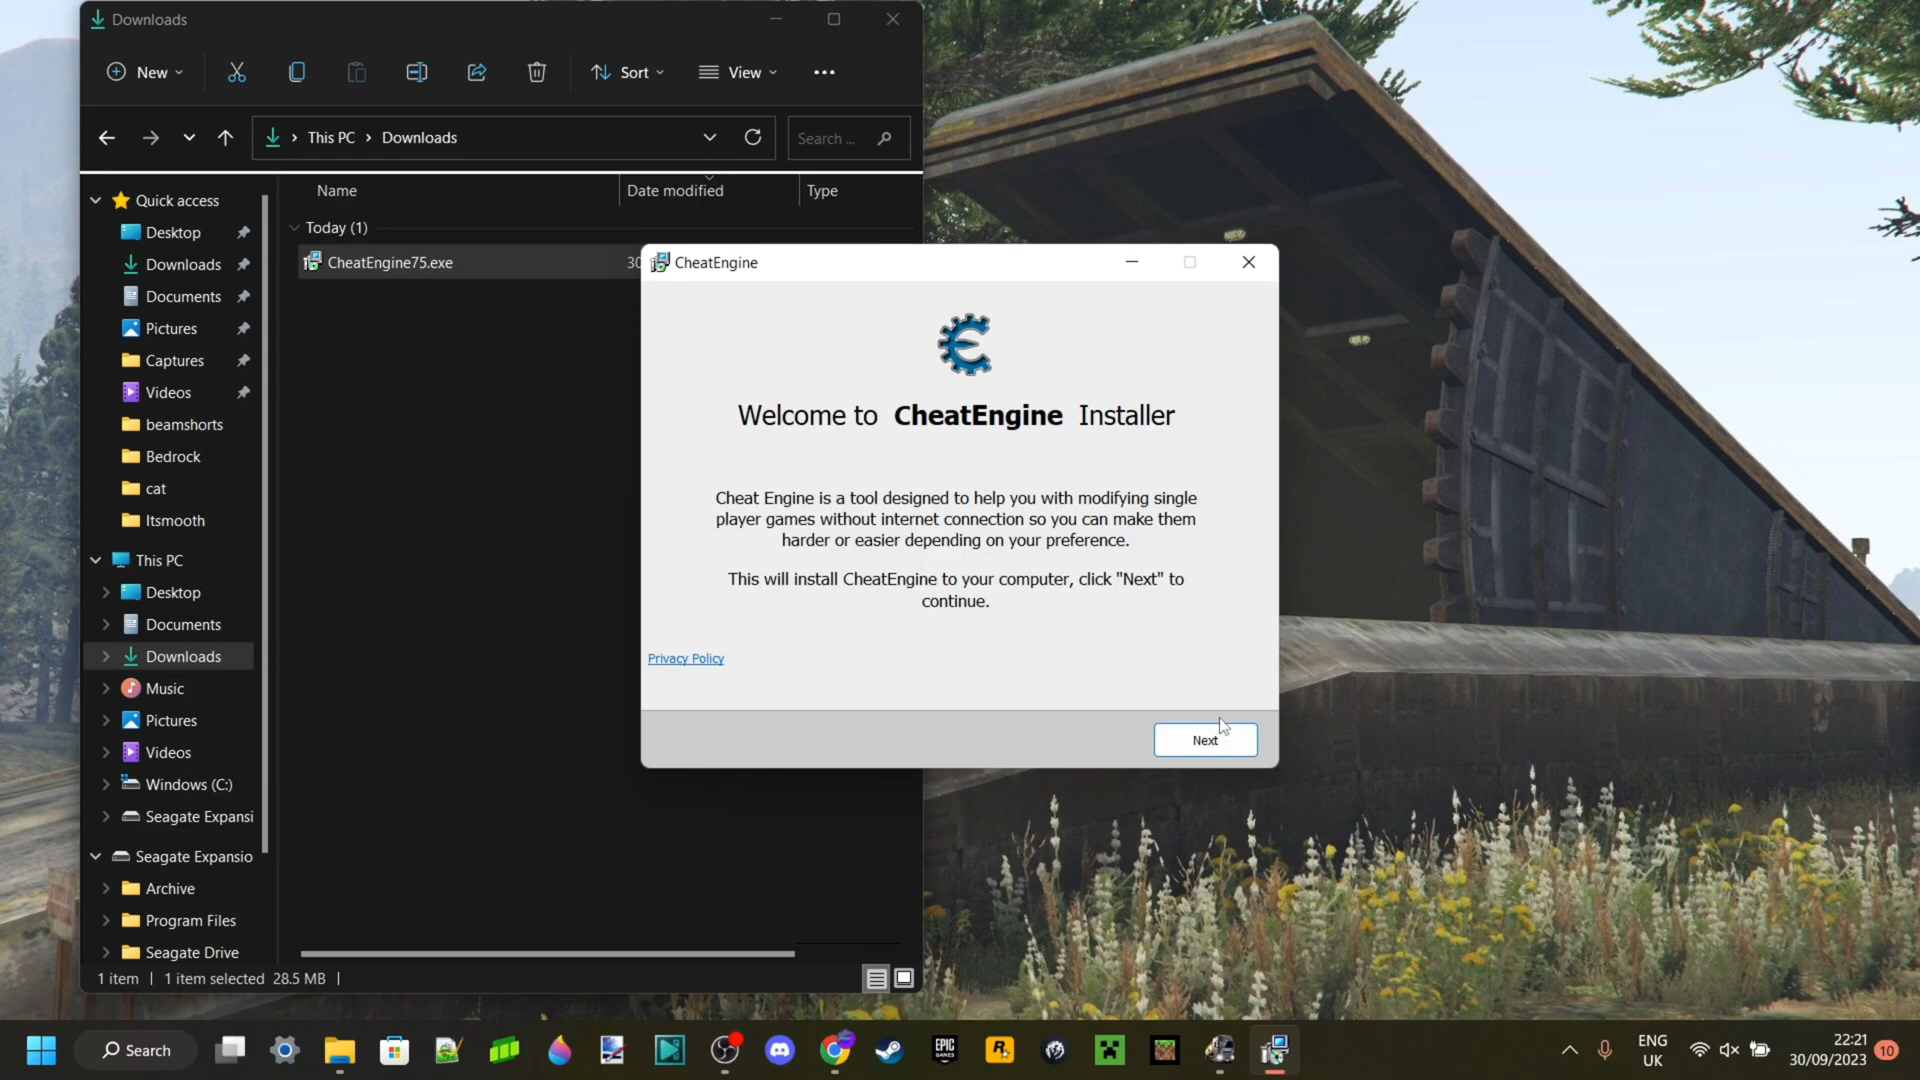 Downloads
New
Sort
View
This PC
Downloads
Search ...
Quick access
Desktop
Downloads
Documents
Pictures
Captures
Videos
beamshorts
Bedrock
cat
Itsmooth
This PC
Desktop
Documents
Downloads
Music
Pictures
Videos
Windows (C:)
Seagate Expansi
Seagate Expansio
Archive
Program Files
Seagate Drive
Name
Date modified
Type
Today (1)
CheatEngine75.exe
30
1 item
1 item selected 28.5 MB
CheatEngine
Welcome to CheatEngine Installer
Cheat Engine is a tool designed to help you with modifying single
player games without internet connection so you can make them
harder or easier depending on your preference.
This will install CheatEngine to your computer, click "Next" to
continue.
Privacy Policy
Next
Search
EPIC
GAMES
ENG
UK
22:21
30/09/2023
10